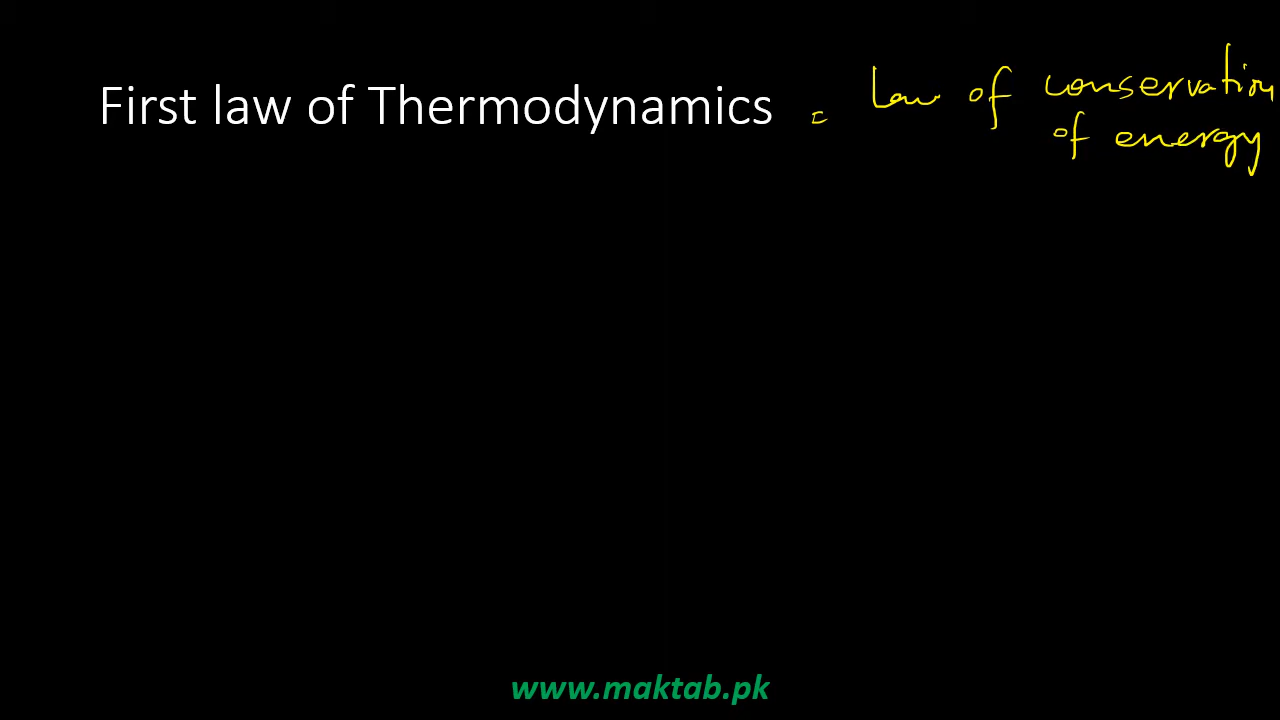 First law of Thermodynamics = Law of conservation
of energy
www.maktab.pk